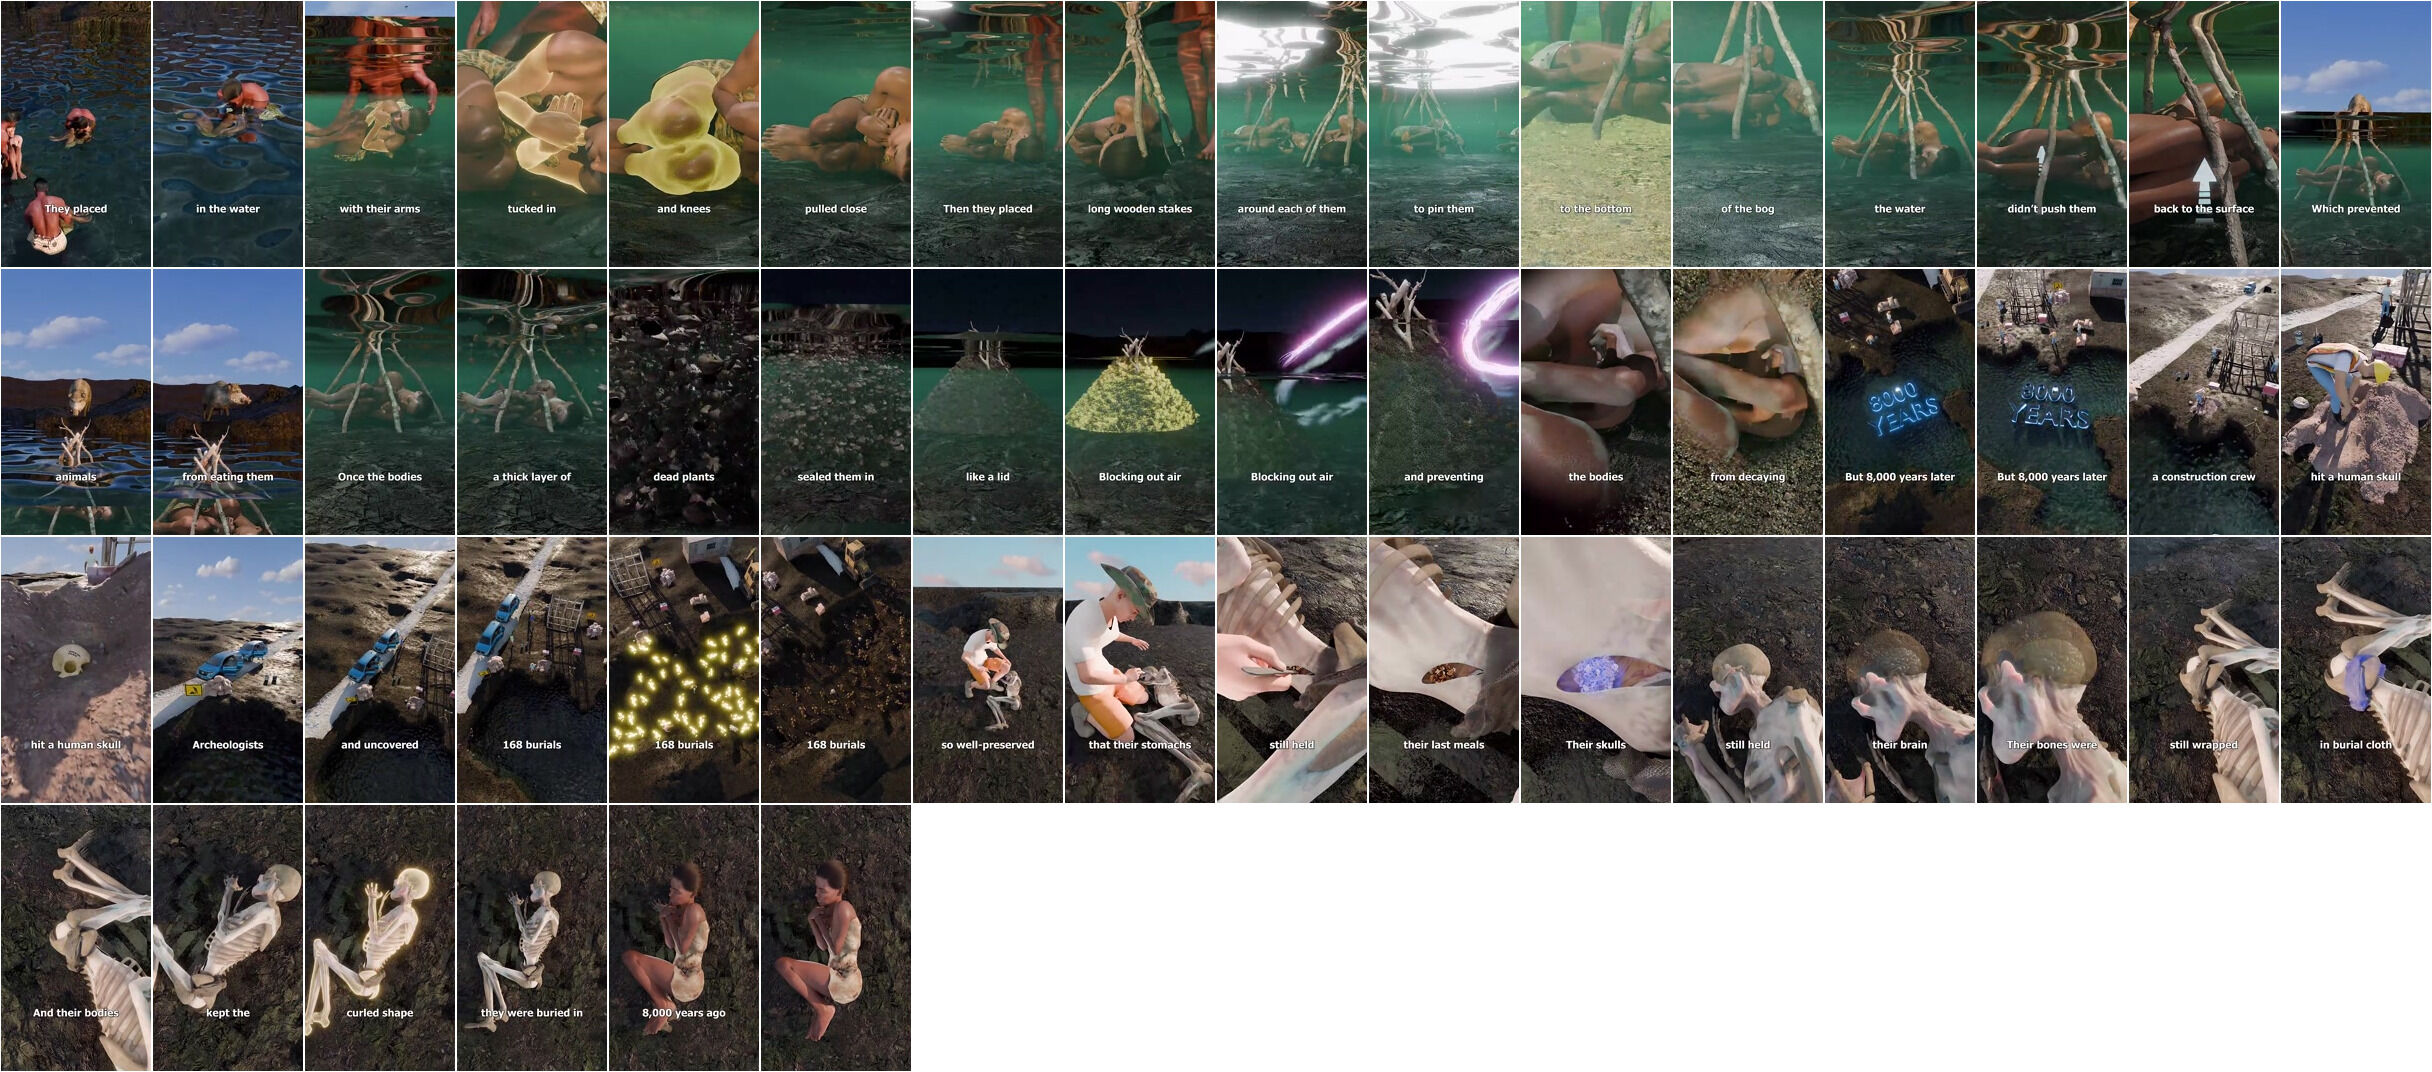 They placed
in the water
with their arms
tucked in
and knees
pulled close
Then they placed
long wooden stakes
around each of them
to pin them
to the bottom
of the bog
the water
didn't push them
back to the surface
Which prevented
animals
from eating them
Once the bodies
a thick layer of
dead plants
sealed them in
like a lid
Blocking out air
Blocking out air
and preventing
the bodies
from decaying
8000
YEARS
But 8,000 years later
8000
YEARS
But 8,000 years later
a construction crew
hit a human skull
hit a human skull
Archeologists
and uncovered
168 burials
168 burials
168 burials
so well-preserved
that their stomachs
still held
their last meals
Their skulls
still held
their brain
Their bones were
still wrapped
in burial cloth
And their bodies
kept the
curled shape
they were buried in
8,000 years ago